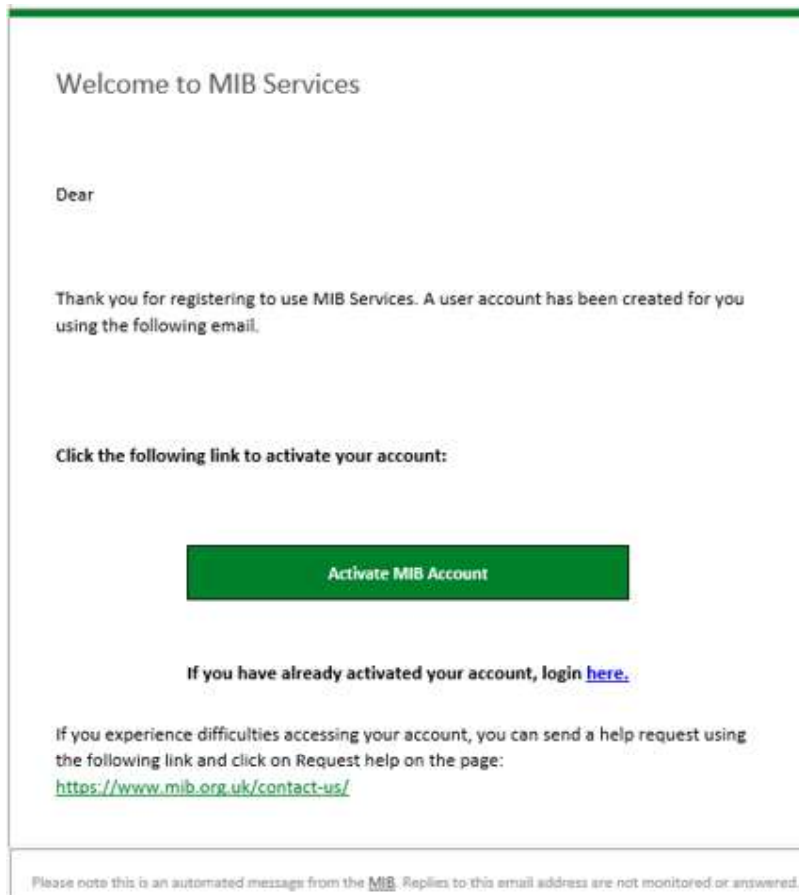 Welcome to MIB Services
Dear
Thank you for registering to use MIB Services. A user account has been created for you
using the following email.
Click the following link to activate your account:
Activate MIB Account
If you have already activated your account, login here.
If you experience difficulties accessing your account, you can send a help request using
the following link and click on Request help on the page:
https://www.mib.org.uk/contact-us/
Please note this is an automated message from the MIB. Replies to this email address are not monitored or answered